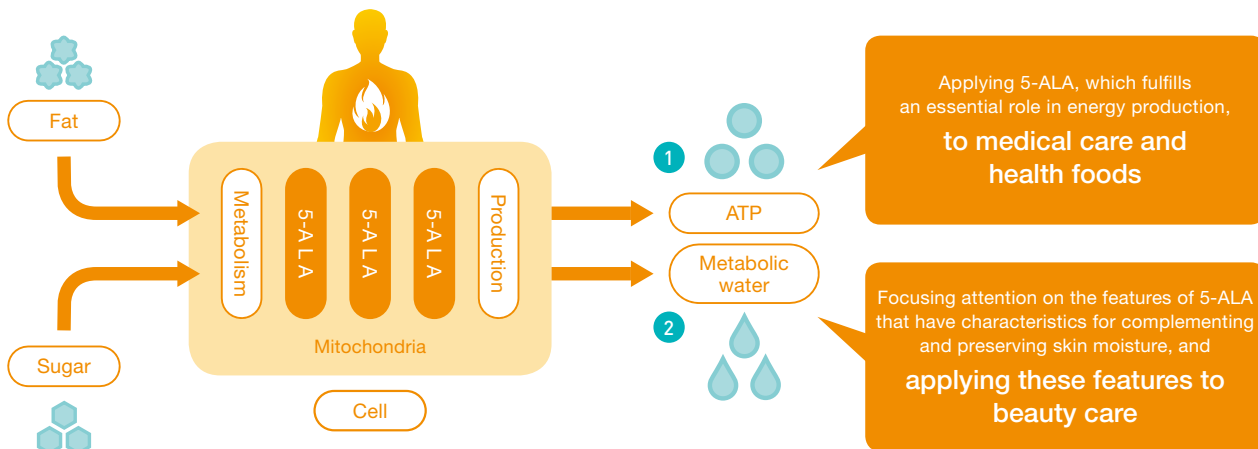 Fat
Sugar
Metabolism
5-ALA
5-ALA
5-ALA
Production
Mitochondria
Cell
1
ATP
Metabolic
water
2
Applying 5-ALA, which fulfills
an essential role in energy production,
to medical care and
health foods
Focusing attention on the features of 5-ALA
that have characteristics for complementing
and preserving skin moisture, and
applying these features to
beauty care